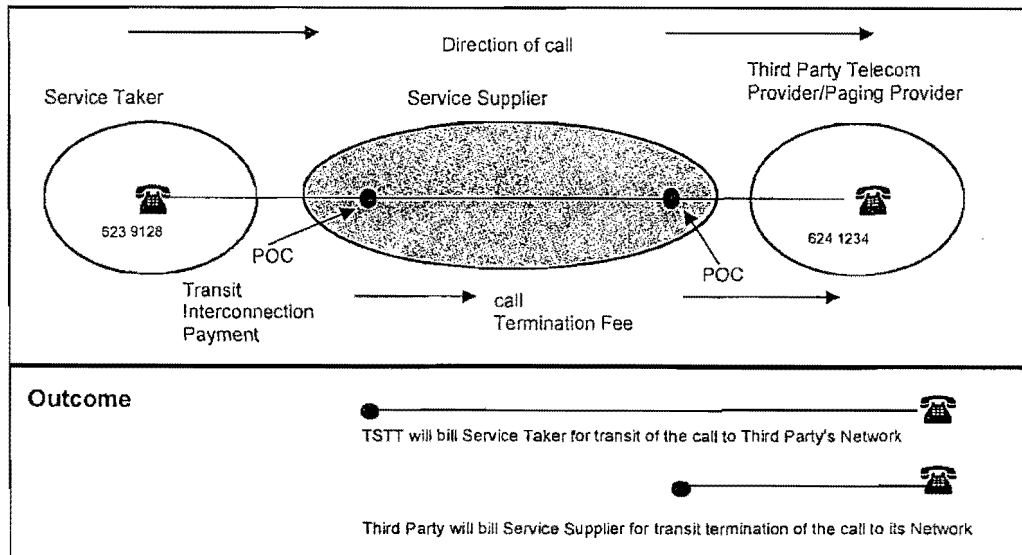 Direction of call
Third Party Telecom
Provider/Paging Provider
Service Taker
Service Supplier
523 9128
POC
POC
624 1234
Transit
Interconnection
Payment
call
Termination Fee
Outcome
TSTT will bill Service Taker for transit of the call to Third Party's Network
Third Party will bill Service Supplier for transit termination of the call to its Network